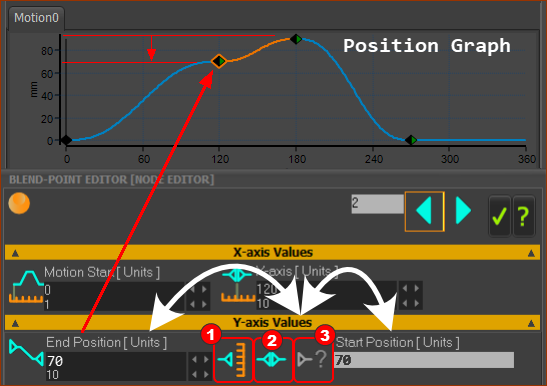 Motion0
Position Graph
80
60
40
20
0
mm
0 60 120 180 240 300 360
BLEND-POINT EDITOR [NODE EDITOR]
2
?
X-axis Values
Motion Start [ Units ]
0
1
X-axis [ Units ]
120
10
Y-axis Values
End Position [ Units ]
70
10
1
2
3
?
Start Position [ Units ]
70